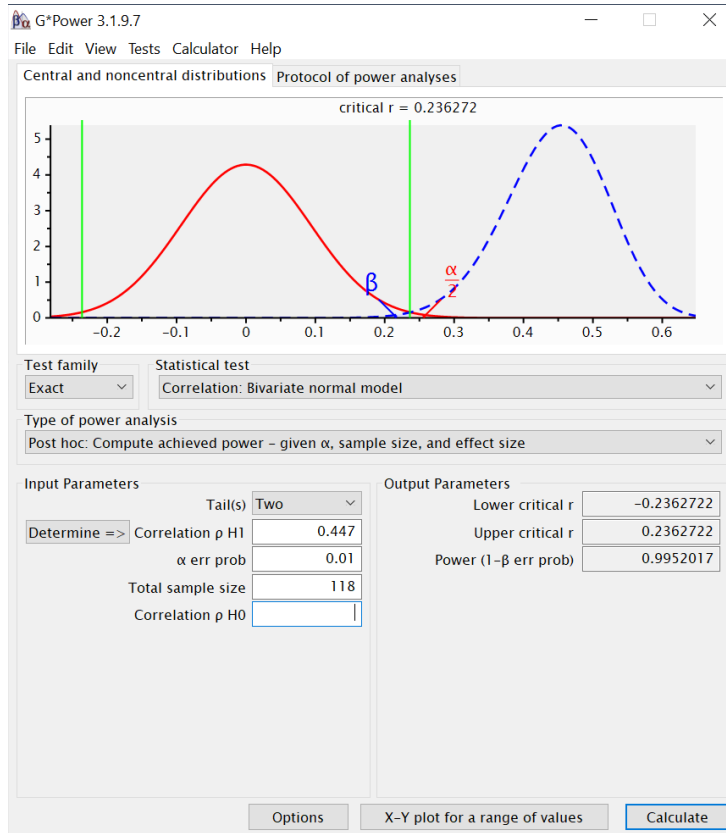 βα G*Power 3.1.9.7
File Edit View Tests Calculator Help
Central and noncentral distributions Protocol of power analyses
critical r = 0.236272
5
4
3
2
1
0
β
α
2
-0.2 -0.1 0 0.1 0.2 0.3 0.4 0.5 0.6
Test family Statistical test
Exact Correlation: Bivariate normal model
Type of power analysis
Post hoc: Compute achieved power – given α, sample size, and effect size
Input Parameters
Tail(s) Two
Determine => Correlation ρ H1 0.447
α err prob 0.01
Total sample size 118
Correlation ρ H0
Output Parameters
Lower critical r -0.2362722
Upper critical r 0.2362722
Power (1-β err prob) 0.9952017
Options X-Y plot for a range of values Calculate